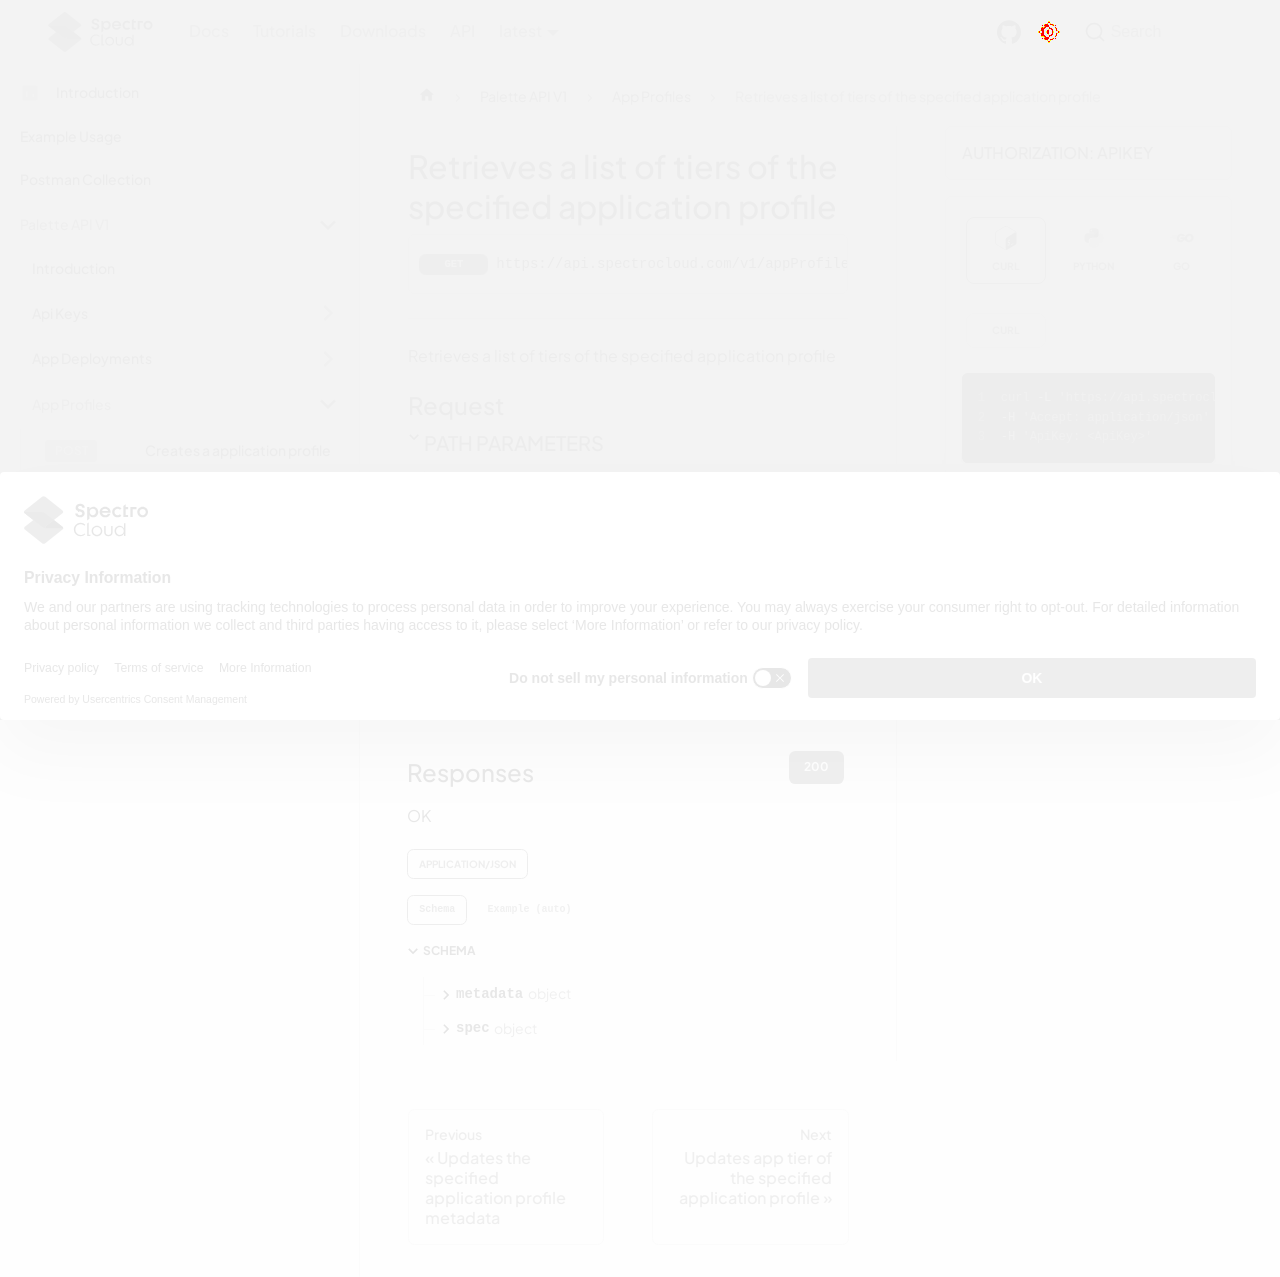 Spectro
Cloud
Docs
Tutorials
Downloads
API
latest
Search
Introduction
Example Usage
Postman Collection
Palette API V1
Introduction
Api Keys
App Deployments
App Profiles
Creates a application profile
Palette API V1
App Profiles
Retrieves a list of tiers of the specified application profile
Retrieves a list of tiers of the
specified application profile
GET
https://api.spectrocloud.com/v1/appProfile
Retrieves a list of tiers of the specified application profile
Request
PATH PARAMETERS
AUTHORIZATION: APIKEY
CURL
PYTHON
GO
CURL
Spectro
Cloud
Privacy Information
We and our partners are using tracking technologies to process personal data in order to improve your experience. You may always exercise your consumer right to opt-out. For detailed information
about personal information we collect and third parties having access to it, please select 'More Information' or refer to our privacy policy.
Privacy policy
Terms of service
More Information
Powered by Usercentrics Consent Management
Do not sell my personal information
OK
Responses
200
OK
APPLICATION/JSON
Schema
Example (auto)
SCHEMA
metadata object
spec object
Previous
« Updates the
specified
application profile
metadata
Next
Updates app tier of
the specified
application profile »